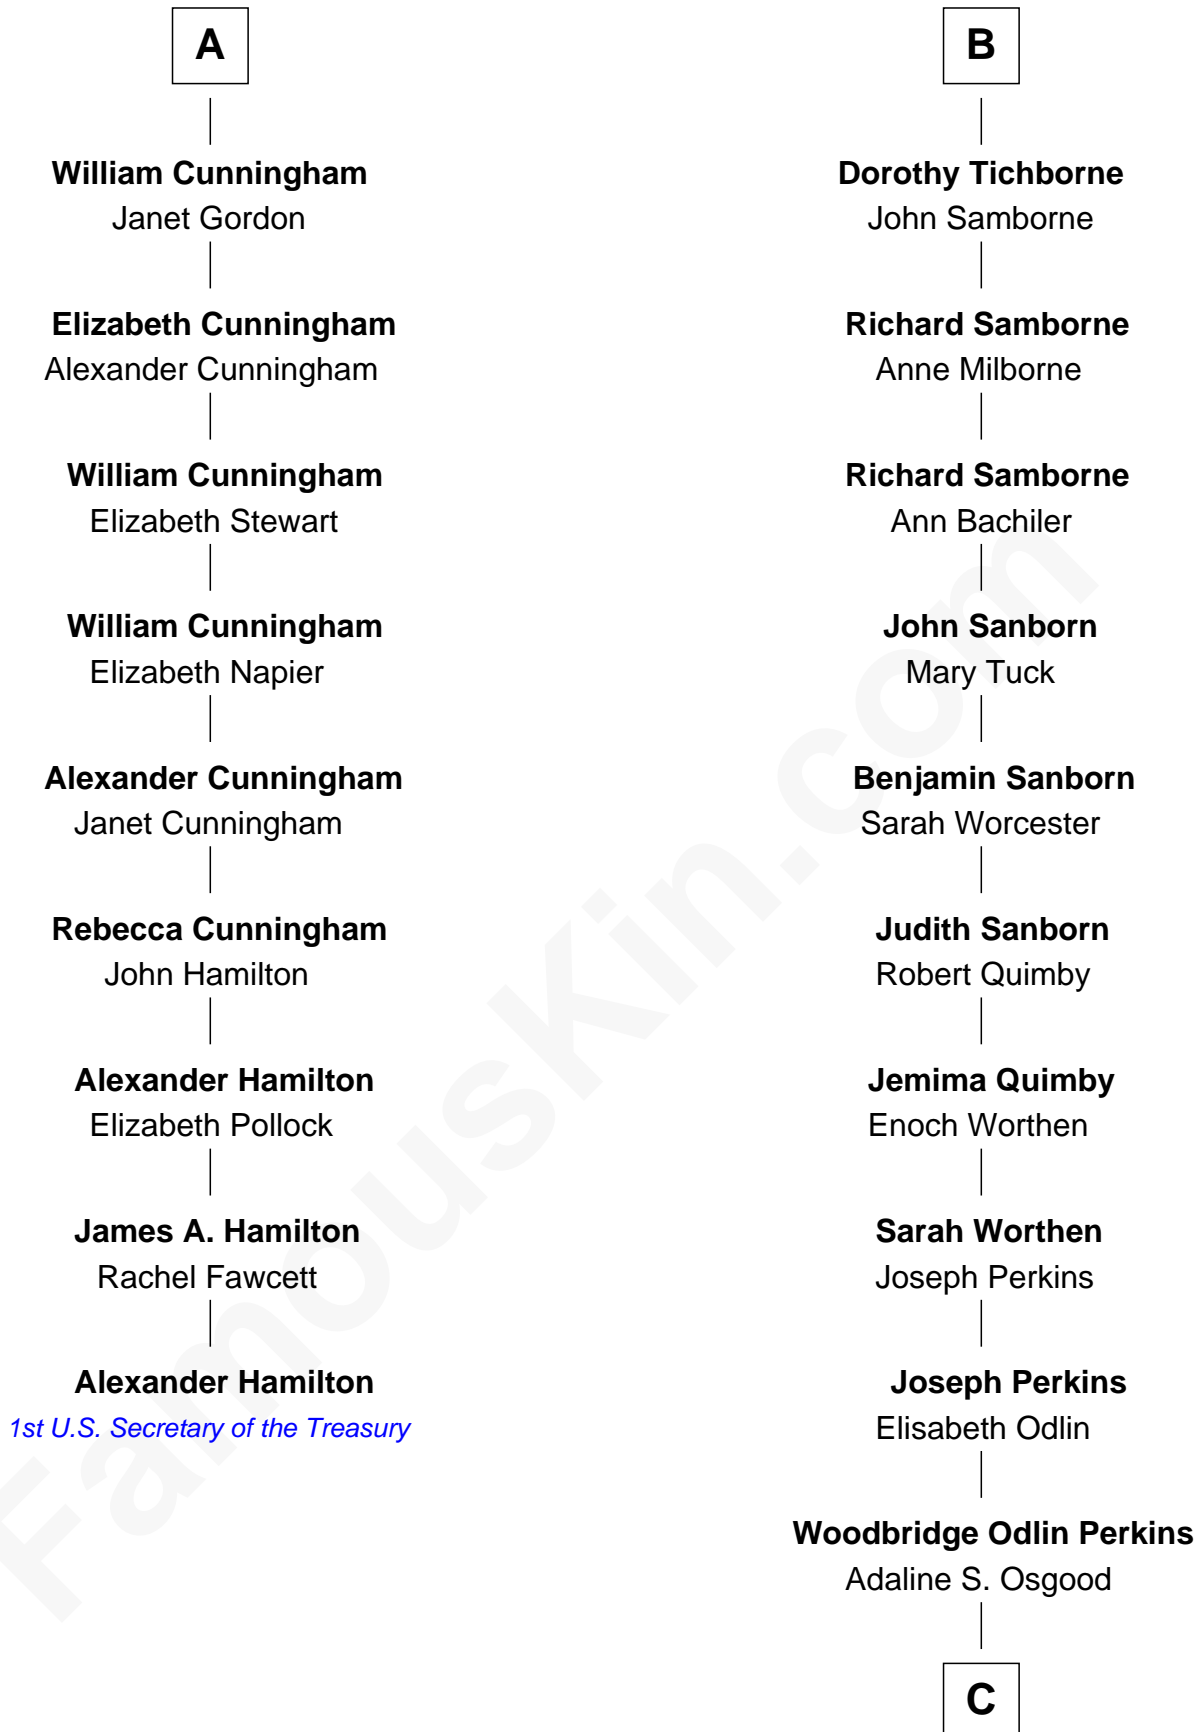 A
William Cunningham
Janet Gordon
Elizabeth Cunningham
Alexander Cunningham
William Cunningham
Elizabeth Stewart
William Cunningham
Elizabeth Napier
Alexander Cunningham
Janet Cunningham
Rebecca Cunningham
John Hamilton
Alexander Hamilton
Elizabeth Pollock
James A. Hamilton
Rachel Fawcett
Alexander Hamilton
1st U.S. Secretary of the Treasury
B
Dorothy Tichborne
John Samborne
Richard Samborne
Anne Milborne
Richard Samborne
Ann Bachiler
John Sanborn
Mary Tuck
Benjamin Sanborn
Sarah Worcester
Judith Sanborn
Robert Quimby
Jemima Quimby
Enoch Worthen
Sarah Worthen
Joseph Perkins
Joseph Perkins
Elisabeth Odlin
Woodbridge Odlin Perkins
Adaline S. Osgood
C
FamousKin.com